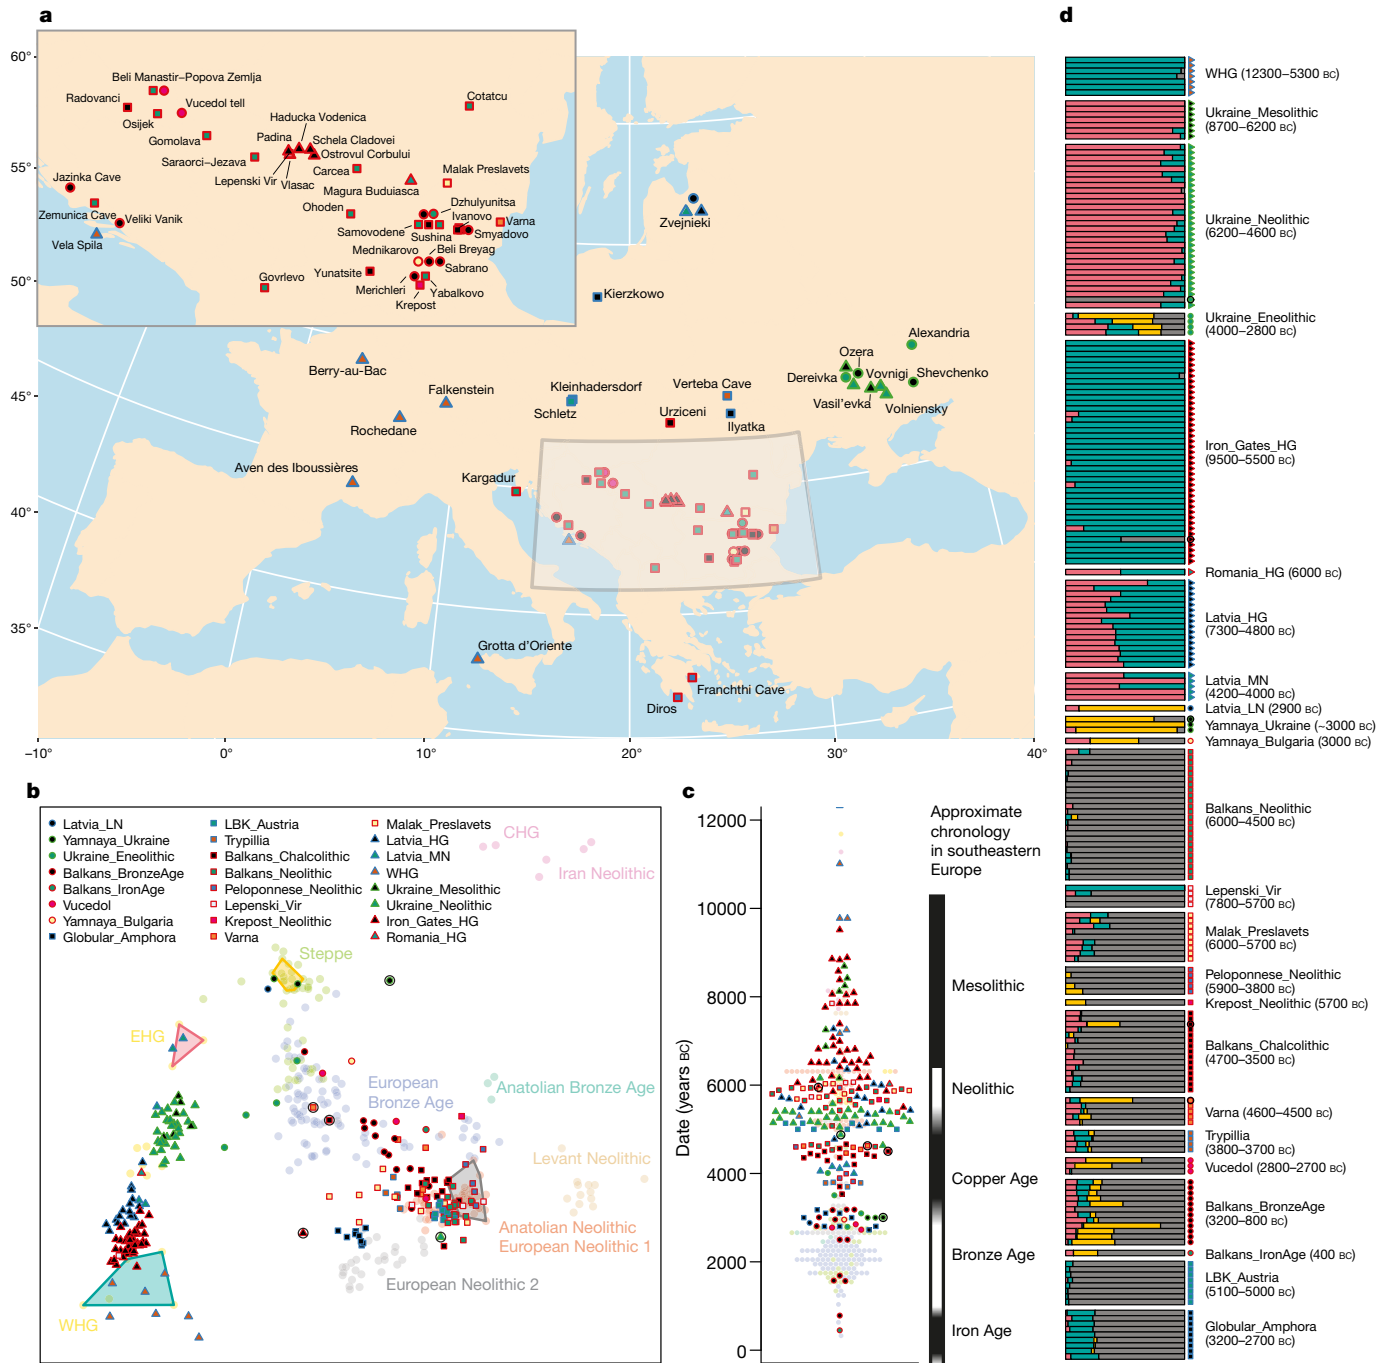 a
60°
55°
50°
45°
40°
35°
−10°
0°
10°
20°
30°
40°
Beli Manastir–Popova Zemlja
Radovanci
Vucedol tell
Osijek
Gomolava
Haducka Vodenica
Padina
Schela Cladovei
Ostrovul Corbului
Saraorci–Jezava
Lepenski Vir
Vlasac
Carcea
Cotatcu
Malak Preslavets
Magura Buduiasca
Jazinka Cave
Zemunica Cave
Veliki Vanik
Vela Spila
Ohoden
Dzhulyunitsa
Ivanovo
Varna
Samovodene
Sushina
Smyadovo
Mednikarovo
Beli Breyag
Govrlevo
Yunatsite
Sabrano
Merichleri
Yabalkovo
Krepost
Zvejnieki
Kierzkowo
Berry-au-Bac
Falkenstein
Rochedane
Aven des Iboussières
Kleinhadersdorf
Schletz
Verteba Cave
Urziceni
Ilyatka
Kargadur
Alexandria
Ozera
Dereivka
Vovnigi
Shevchenko
Vasil'evka
Volniensky
Grotta d'Oriente
Franchthi Cave
Diros
b
Latvia_LN
Yamnaya_Ukraine
Ukraine_Eneolithic
Balkans_BronzeAge
Balkans_IronAge
Vucedol
Yamnaya_Bulgaria
Globular_Amphora
LBK_Austria
Trypillia
Balkans_Chalcolithic
Balkans_Neolithic
Peloponnese_Neolithic
Lepenski_Vir
Krepost_Neolithic
Varna
Malak_Preslavets
Latvia_HG
Latvia_MN
WHG
Ukraine_Mesolithic
Ukraine_Neolithic
Iron_Gates_HG
Romania_HG
CHG
Iran Neolithic
Steppe
EHG
European
Bronze Age
Anatolian Bronze Age
Levant Neolithic
Anatolian Neolithic
European Neolithic 1
European Neolithic 2
WHG
c
Date (years BC)
12000
10000
8000
6000
4000
2000
0
Approximate
chronology
in southeastern
Europe
Mesolithic
Neolithic
Copper Age
Bronze Age
Iron Age
d
WHG (12300–5300 BC)
Ukraine_Mesolithic
(8700–6200 BC)
Ukraine_Neolithic
(6200–4600 BC)
Ukraine_Eneolithic
(4000–2800 BC)
Iron_Gates_HG
(9500–5500 BC)
Romania_HG (6000 BC)
Latvia_HG
(7300–4800 BC)
Latvia_MN
(4200–4000 BC)
Latvia_LN (2900 BC)
Yamnaya_Ukraine (~3000 BC)
Yamnaya_Bulgaria (3000 BC)
Balkans_Neolithic
(6000–4500 BC)
Lepenski_Vir
(7800–5700 BC)
Malak_Preslavets
(6000–5700 BC)
Peloponnese_Neolithic
(5900–3800 BC)
Krepost_Neolithic (5700 BC)
Balkans_Chalcolithic
(4700–3500 BC)
Varna (4600–4500 BC)
Trypillia
(3800–3700 BC)
Vucedol (2800–2700 BC)
Balkans_BronzeAge
(3200–800 BC)
Balkans_IronAge (400 BC)
LBK_Austria
(5100–5000 BC)
Globular_Amphora
(3200–2700 BC)